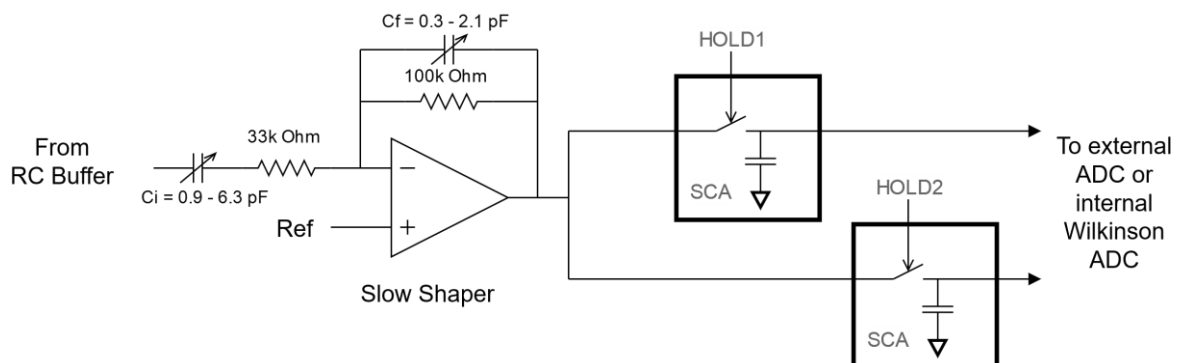 Cf = 0.3 - 2.1 pF
100k Ohm
HOLD1
33k Ohm
From
RC Buffer
Ci = 0.9 - 6.3 pF
−
+
Ref
Slow Shaper
SCA
HOLD2
SCA
To external
ADC or
internal
Wilkinson
ADC